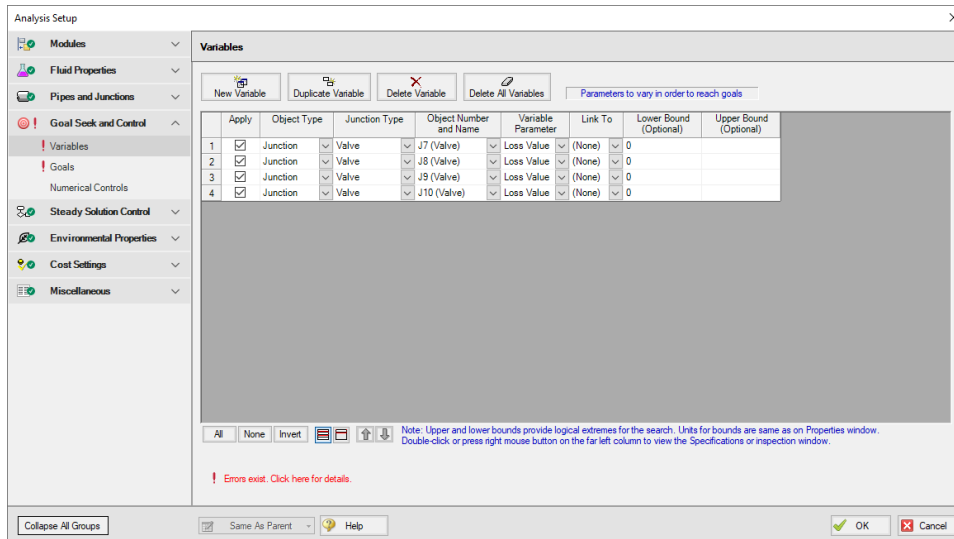 Analysis Setup
Modules
Fluid Properties
Pipes and Junctions
Goal Seek and Control
Variables
Goals
Numerical Controls
Steady Solution Control
Environmental Properties
Cost Settings
Miscellaneous
Variables
New Variable Duplicate Variable Delete Variable Delete All Variables Parameters to vary in order to reach goals
Apply Object Type Junction Type Object Number and Name Variable Parameter Link To Lower Bound (Optional) Upper Bound (Optional)
1 Junction Valve J7 (Valve) Loss Value (None) 0
2 Junction Valve J8 (Valve) Loss Value (None) 0
3 Junction Valve J9 (Valve) Loss Value (None) 0
4 Junction Valve J10 (Valve) Loss Value (None) 0
All None Invert
Note: Upper and lower bounds provide logical extremes for the search. Units for bounds are same as on Properties window.
Double-click or press right mouse button on the far left column to view the Specifications or inspection window.
! Errors exist. Click here for details.
Collapse All Groups Same As Parent Help OK Cancel